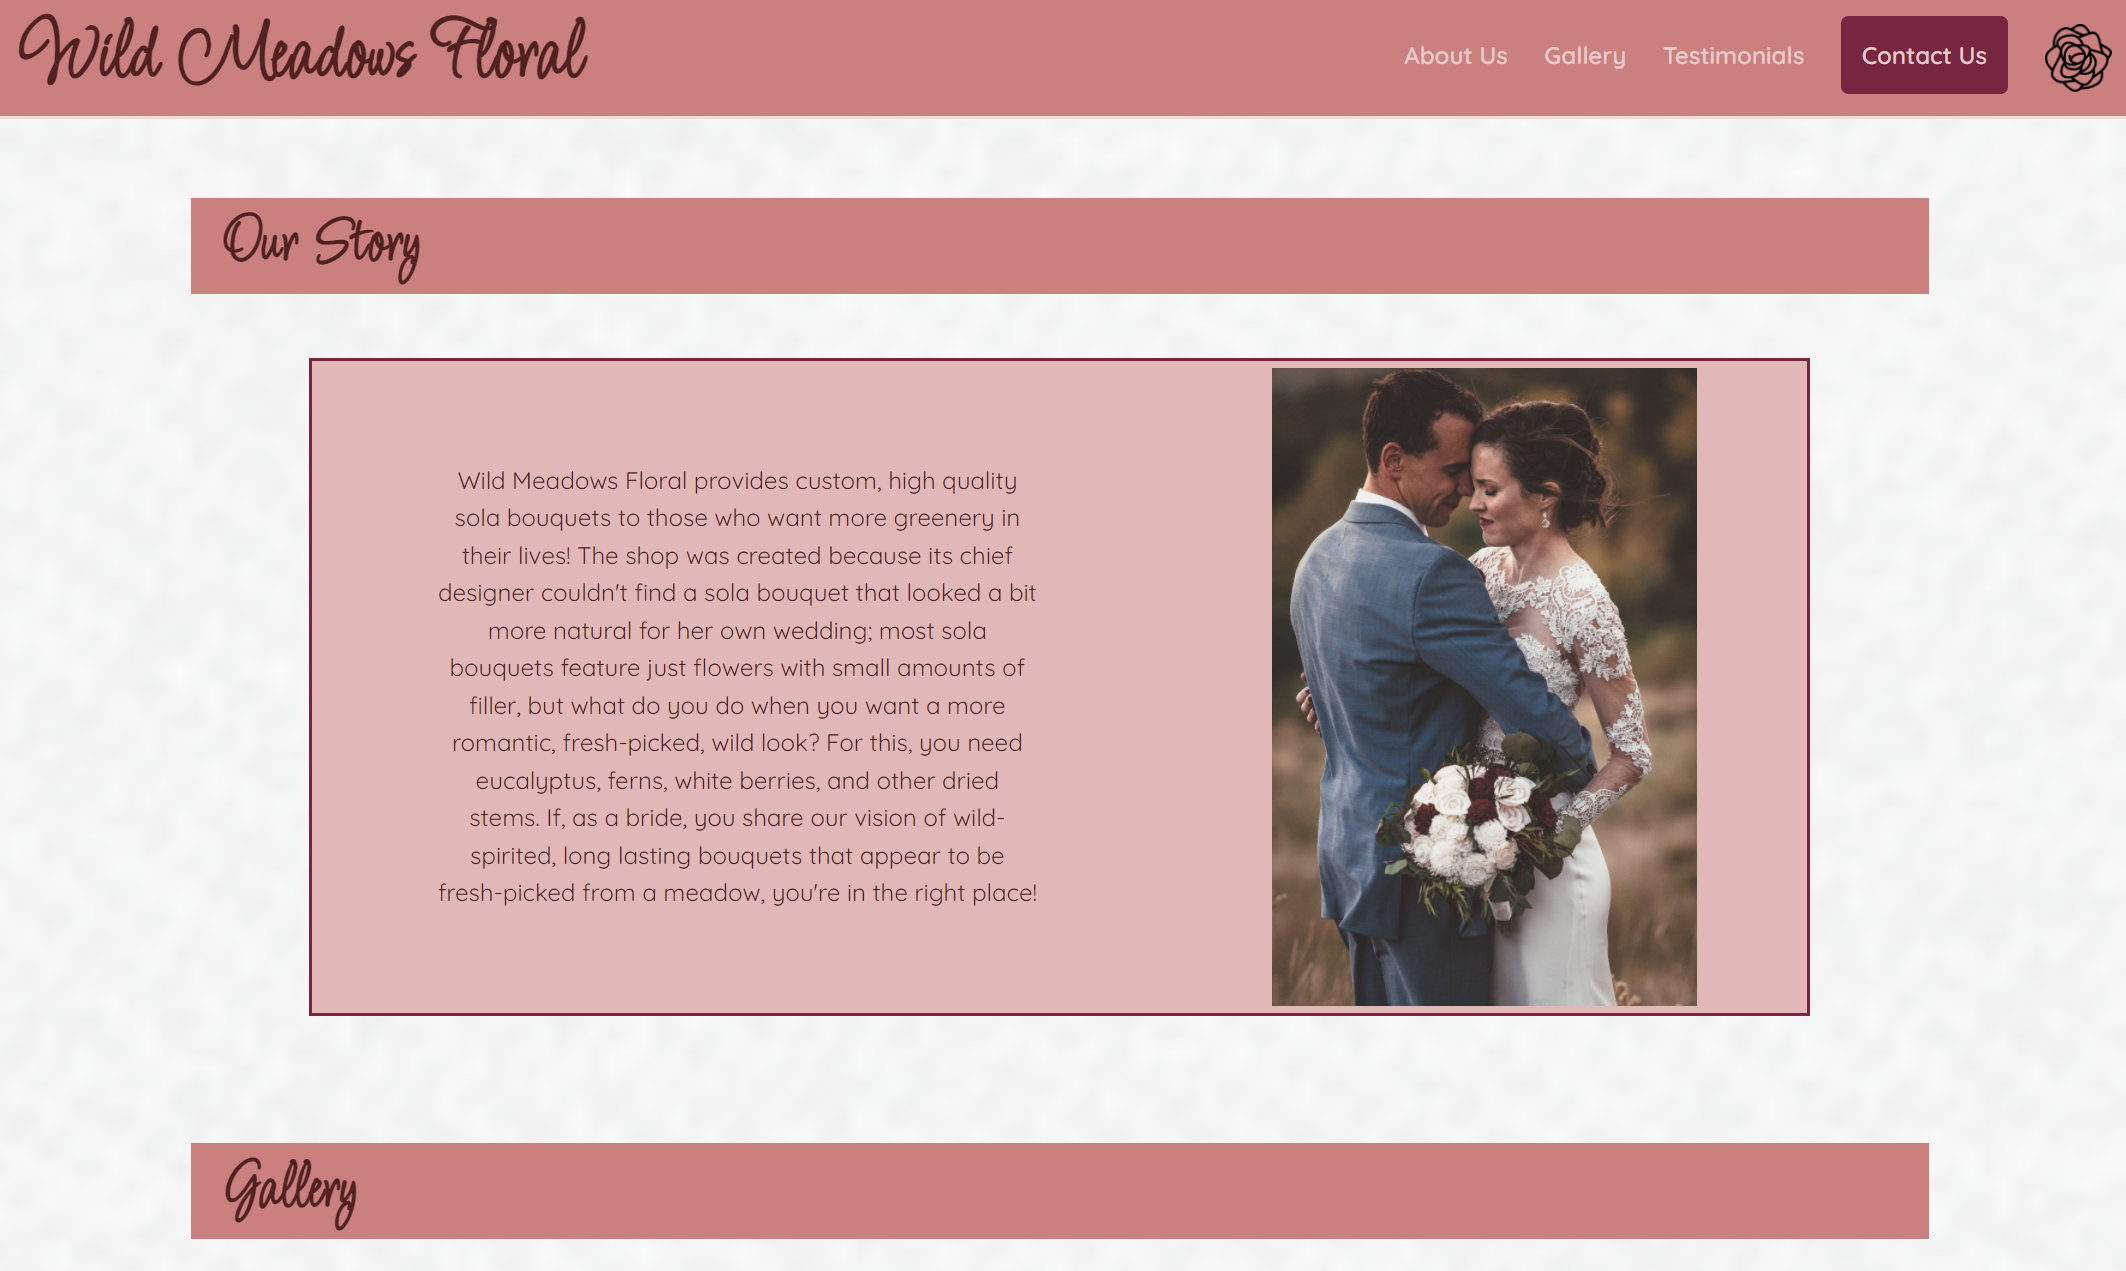 Wild Meadows Floral
About Us Gallery Testimonials Contact Us
Our Story
Wild Meadows Floral provides custom, high quality
sola bouquets to those who want more greenery in
their lives! The shop was created because its chief
designer couldn't find a sola bouquet that looked a bit
more natural for her own wedding; most sola
bouquets feature just flowers with small amounts of
filler, but what do you do when you want a more
romantic, fresh-picked, wild look? For this, you need
eucalyptus, ferns, white berries, and other dried
stems. If, as a bride, you share our vision of wild-
spirited, long lasting bouquets that appear to be
fresh-picked from a meadow, you're in the right place!
Gallery